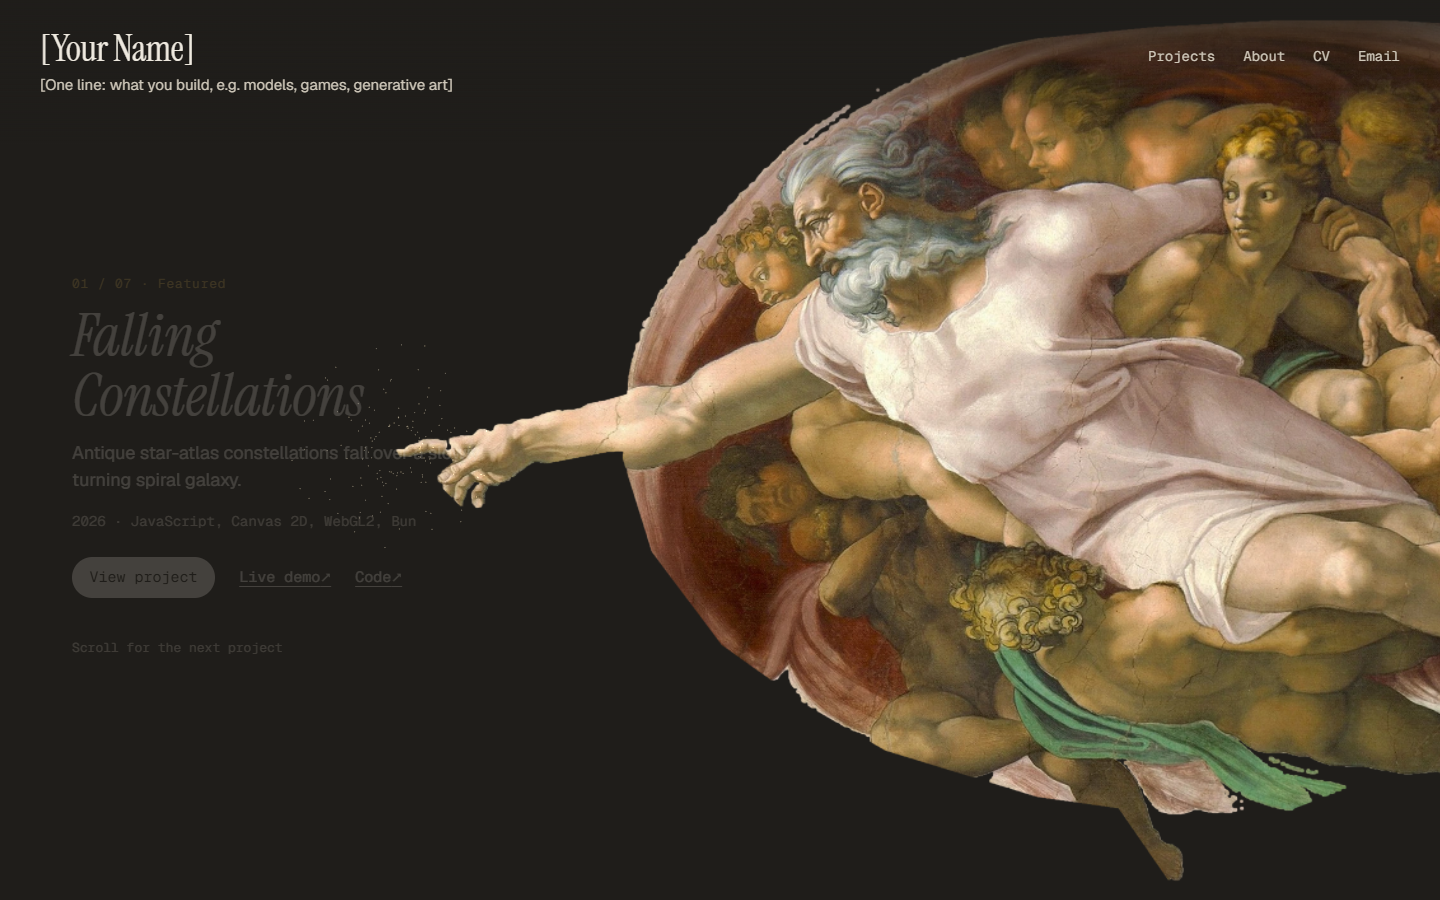 [Your Name]
[One line: what you build, e.g. models, games, generative art]
Projects About CV Email
01 / 07 · Featured
Falling
Constellations
Antique star-atlas constellations fall over a
turning spiral galaxy.
2026 · JavaScript, Canvas 2D, WebGL2, Bun
View project Live demo↗ Code↗
Scroll for the next project